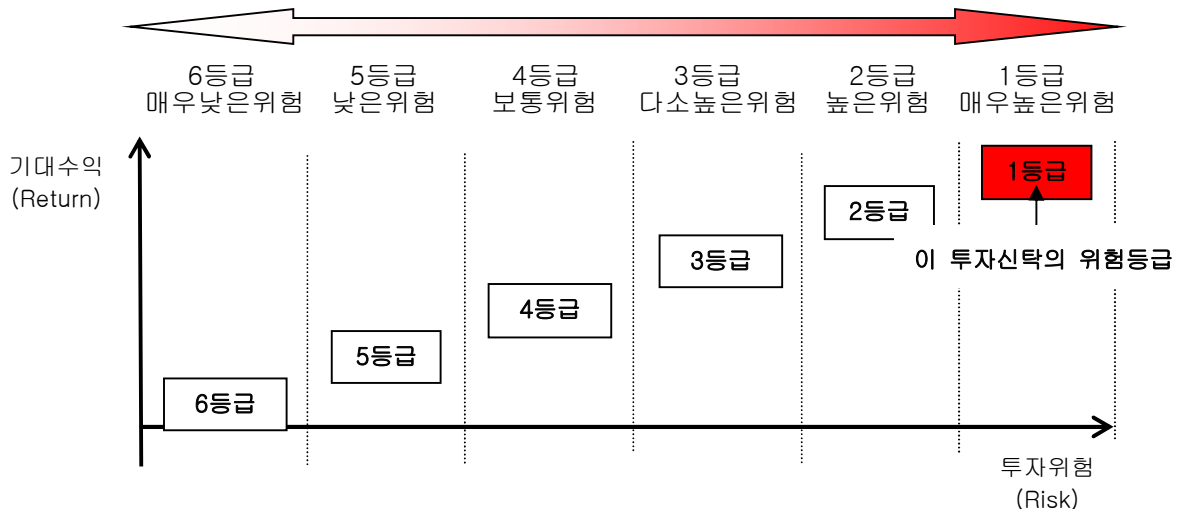 6등급
매우낮은위험
5등급
낮은위험
4등급
보통위험
3등급
다소높은위험
2등급
높은위험
1등급
매우높은위험
기대수익
(Return)
1등급
2등급
이 투자신탁의 위험등급
3등급
4등급
5등급
6등급
투자위험
(Risk)